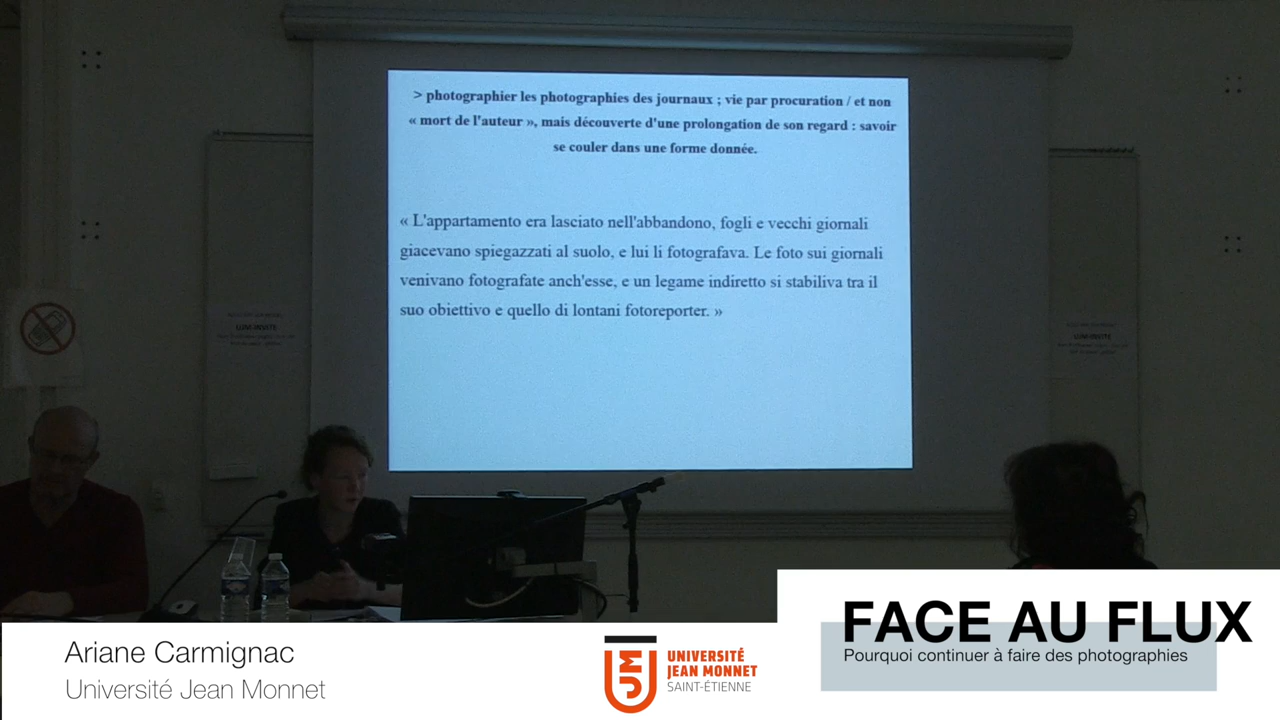 > photographier les photographies des journaux ; vie par procuration / et non
« mort de l'auteur », mais découverte d'une prolongation de son regard : savoir
se couler dans une forme donnée.
« L'appartamento era lasciato nell'abbandono, fogli e vecchi giornali
giacevano spiegazzati al suolo, e lui li fotografava. Le foto sui giornali
venivano fotografate anch'esse, e un legame indiretto si stabiliva tra il
suo obiettivo e quello di lontani fotoreporter. »
Ariane Carmignac
Université Jean Monnet
UNIVERSITÉ
JEAN MONNET
SAINT-ÉTIENNE
FACE AU FLUX
Pourquoi continuer à faire des photographies